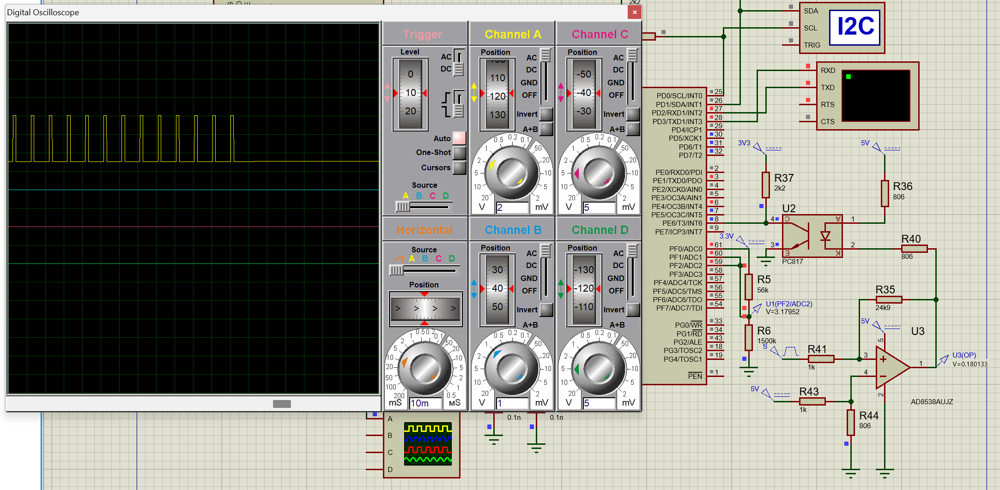 Digital Oscilloscope
×
Trigger
Level
0
10
20
AC
DC
Auto
One-Shot
Cursors
Source
A B C D
Channel A
Position
110
120
130
AC
DC
GND
OFF
Invert
A+B
0.5 0.2 0.1
1 50
2 20
5 10
10 5
20 2
V 2 mV
Channel C
Position
-50
-40
-30
AC
DC
GND
OFF
Invert
A+B
0.5 0.2 0.1
1 50
2 20
5 10
10 5
20 2
V 5 mV
Horizontal
Source
A B C D
Position
> > > >
0.5 0.2 0.1
1 50
2 20
5 10
10 5
20 2
50 1
100 0.5
200
mS 10m мS
Channel B
Position
30
40
50
AC
DC
GND
OFF
Invert
A+B
0.5 0.2 0.1
1 50
2 20
5 10
10 5
20 2
V 1 mV
Channel D
Position
-130
-120
-110
AC
DC
GND
OFF
Invert
A+B
0.5 0.2 0.1
1 50
2 20
5 10
10 5
20 2
V 5 mV
A
B
C
D
0.1n
0.1n
2k2
SDA
SCL
TRIG
I2C
RXD
TXD
RTS
CTS
PD0/SCL/INT0 25
PD1/SDA/INT1 26
PD2/RXD1/INT2 27
PD3/TXD1/INT3 28
PD4/ICP1 29
PD5/XCK1 30
PD6/T1 31
PD7/T2 32
PE0/RXD0/PDI 2
PE1/TXD0/PDO 3
PE2/XCK0/AIN0 4
PE3/OC3A/AIN1 5
PE4/OC3B/INT4 6
PE5/OC3C/INT5 7
PE6/T3/INT6 8
PE7/ICP3/INT7 9
PF0/ADC0 61
PF1/ADC1 60
PF2/ADC2 59
PF3/ADC3 58
PF4/ADC4/TCK 57
PF5/ADC5/TMS 56
PF6/ADC6/TDO 55
PF7/ADC7/TDI 54
PG0/WR 33
PG1/RD 34
PG2/ALE 43
PG3/TOSC2 18
PG4/TOSC1 19
PEN 1
3V3
R37
2k2
5V
R36
806
U2
4 C A 1
3 E K 2
PC817
3.3V
R5
56k
U1(PF2/ADC2)
V=3.17952
R6
1500k
R40
806
R35
24k9
5V
U3
5
S
R41
1k
3
4
1
2
U3(OP)
V=0.180133
AD8538AUJZ
5V
R43
1k
R44
806